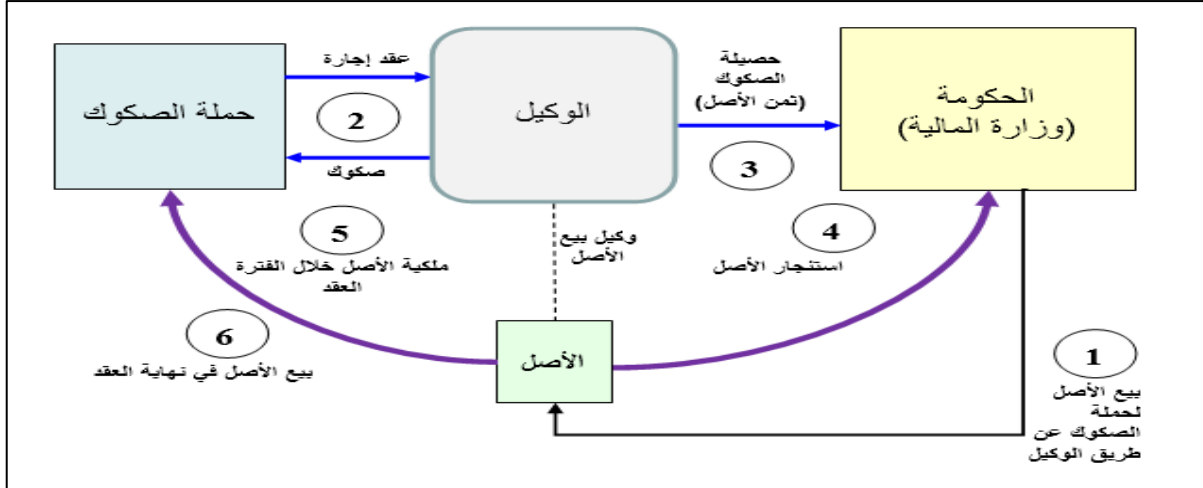 حملة الصكوك
عقد إجارة
2
صكوك
الوكيل
حصيلة
الصكوك
(ثمن الأصل)
3
الحكومة
(وزارة المالية)
5
ملكية الأصل خلال الفترة
العقد
وكيل بيع
الأصل
4
استئجار الأصل
6
بيع الأصل في نهاية العقد
الأصل
1
بيع الأصل
لحملة
الصكوك عن
طريق الوكيل